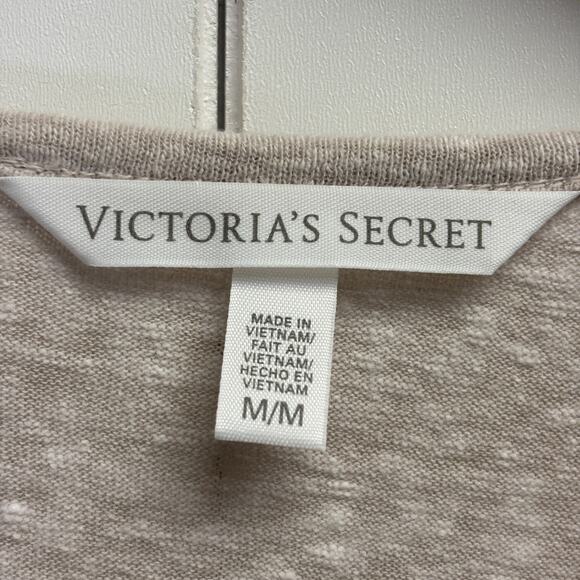 VICTORIA'S SECRET
MADE IN
VIETNAM/
FAIT AU
VIETNAM/
HECHO EN
VIETNAM
M/M